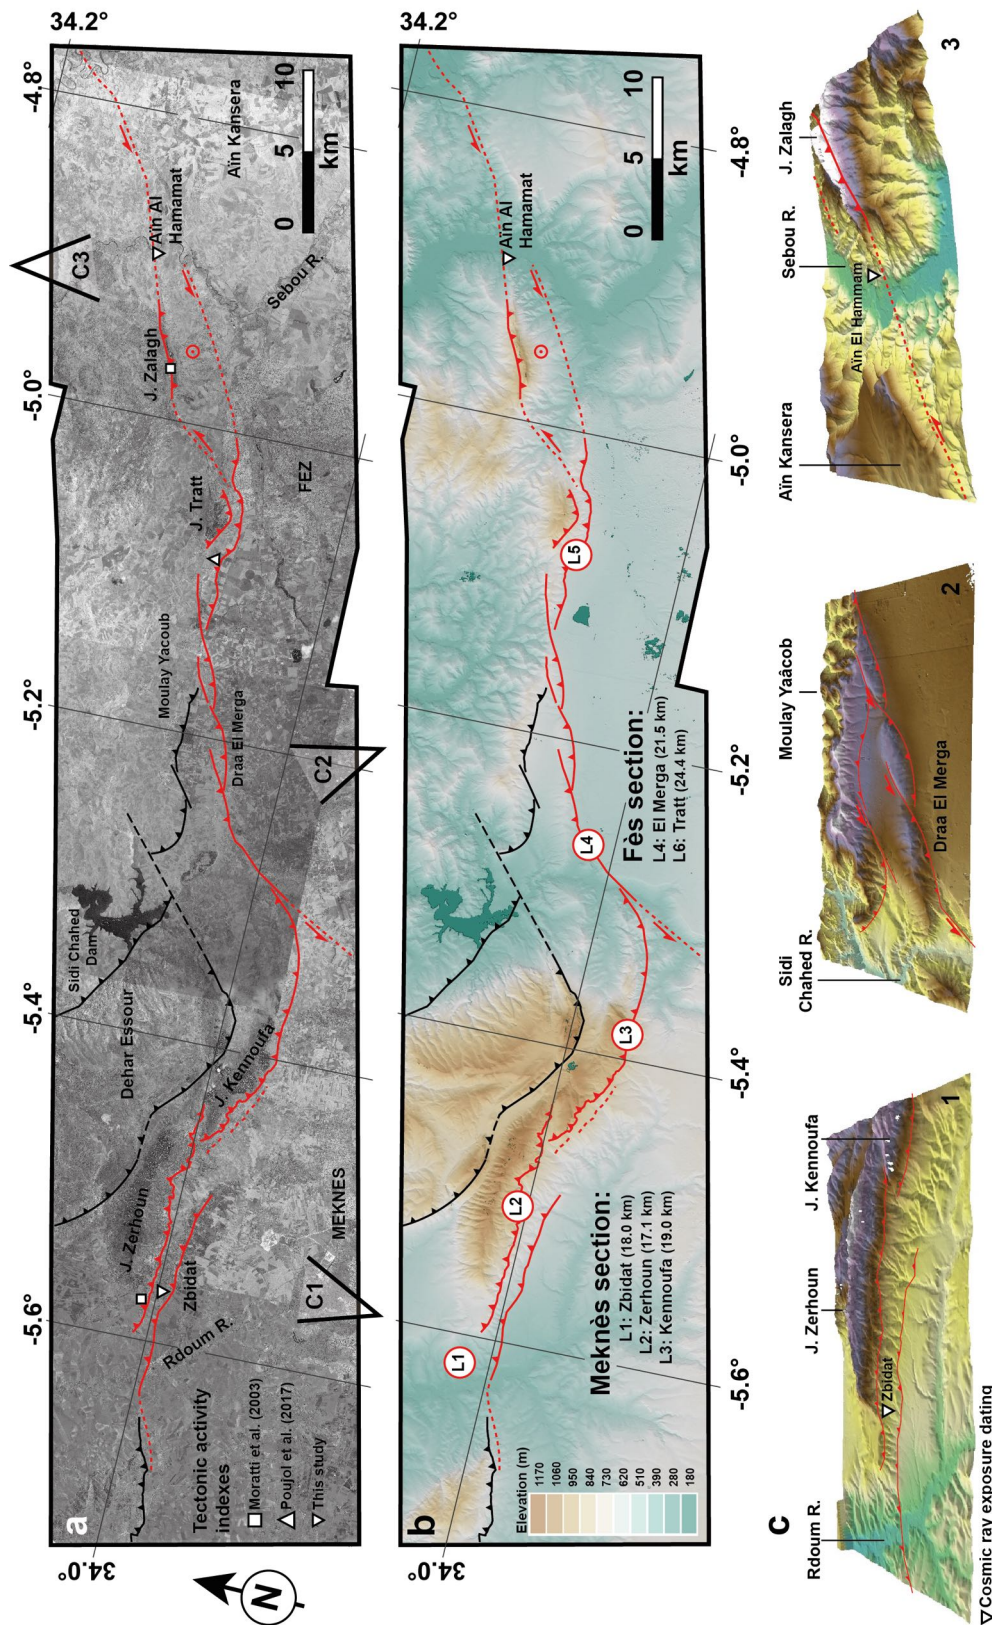 34.2°
-4.8°
-5.0°
-5.2°
-5.4°
-5.6°
34.0°
a
C3
Aïn Kansera
Aïn Al
Hamamat
Sebou R.
J. Zalagh
J. Tratt
FEZ
Moulay Yacoub
Draa El Merga
C2
Sidi Chahed
Dam
Dehar Essour
J. Kennoufa
J. Zerhoun
MEKNES
Zbidat
C1
Rdoum R.
0 5 10
km
Tectonic activity
indexes
Moratti et al. (2003)
Poujol et al. (2017)
This study
N
b
34.2°
-4.8°
-5.0°
-5.2°
-5.4°
-5.6°
34.0°
Aïn Al
Hamamat
0 5 10
km
L1
L2
L3
L4
L5
Fès section:
L4: El Merga (21.5 km)
L6: Tratt (24.4 km)
Meknès section:
L1: Zbidat (18.0 km)
L2: Zerhoun (17.1 km)
L3: Kennoufa (19.0 km)
Elevation (m)
1170
1060
950
840
730
620
510
390
280
180
c
Rdoum R.
J. Zerhoun
J. Kennoufa
Zbidat
1
Sidi
Chahed R.
Moulay Yaâcob
Draa El Merga
2
Aïn Kansera
Sebou R.
J. Zalagh
Aïn El Hammam
3
Cosmic ray exposure dating